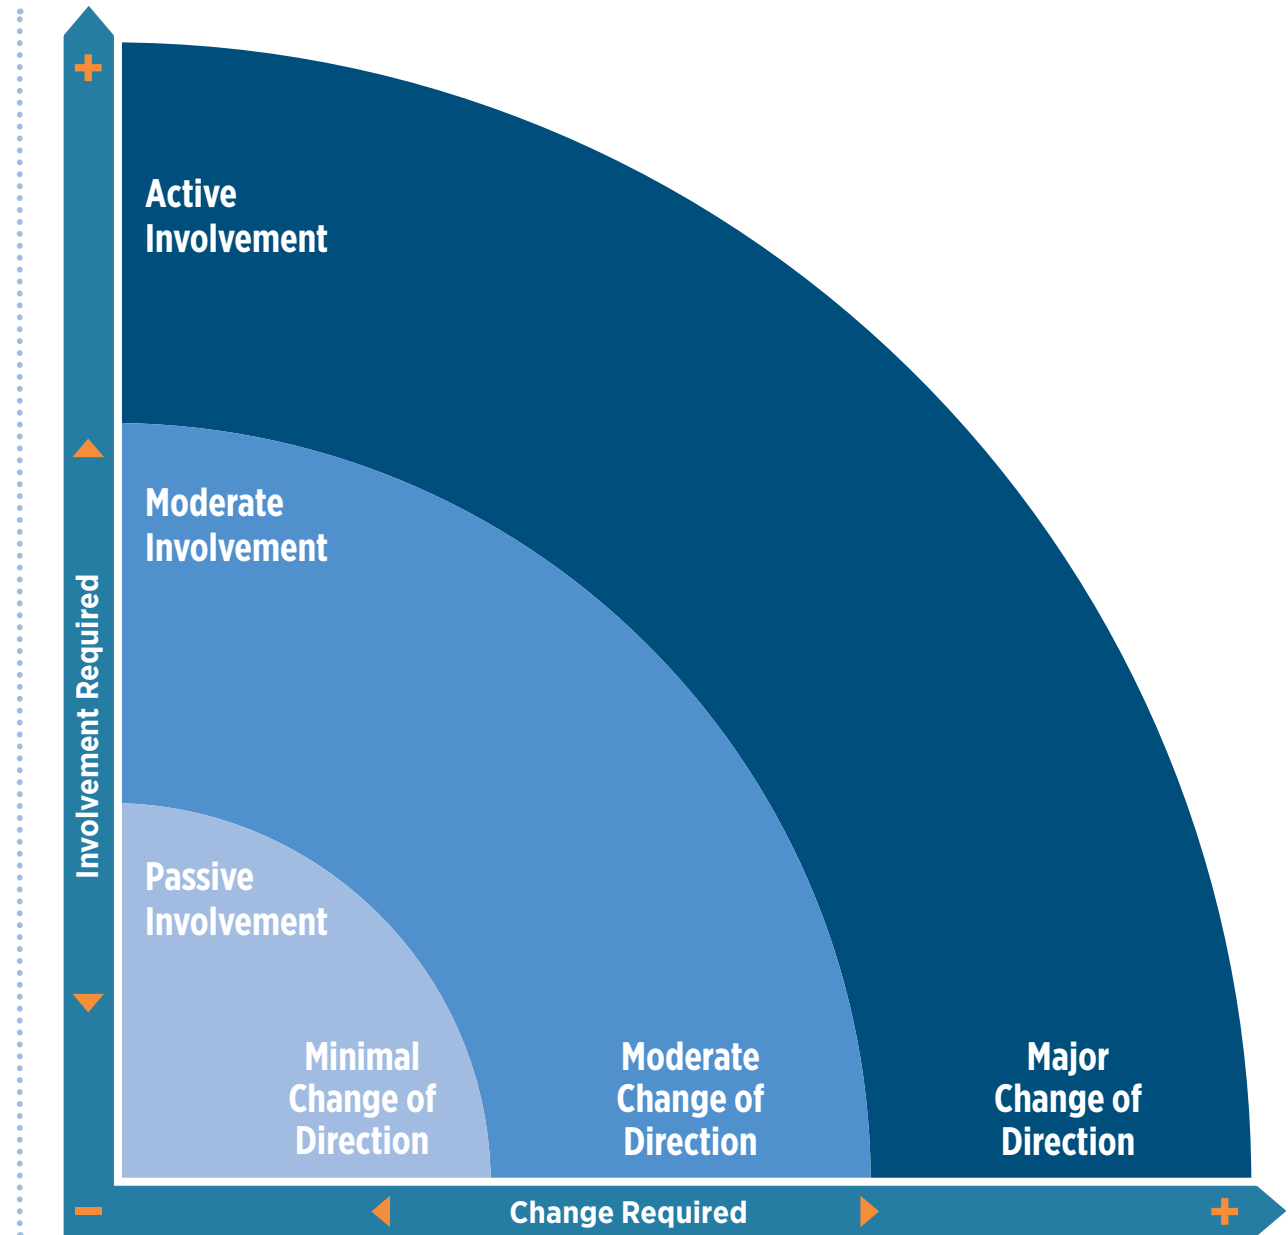 +
Active
Involvement
Moderate
Involvement
Involvement Required
Passive
Involvement
Minimal
Change of
Direction
Moderate
Change of
Direction
Major
Change of
Direction
−
Change Required
+